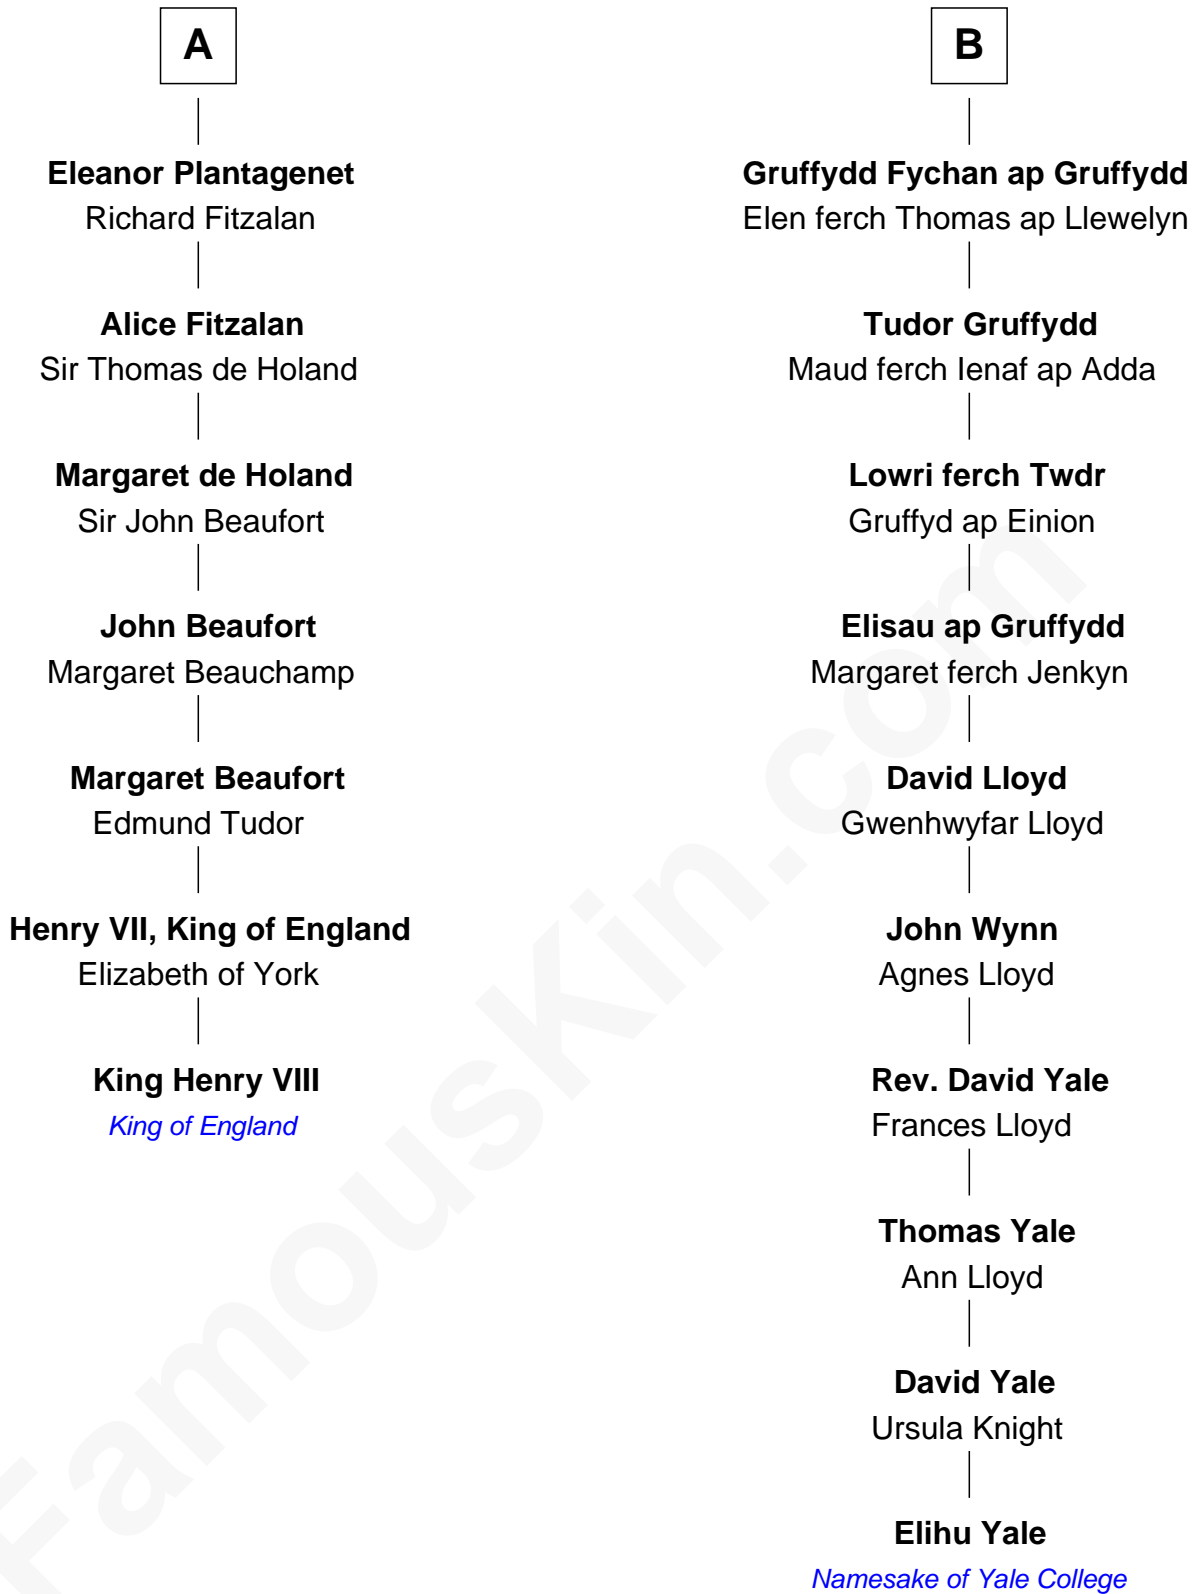 A
Eleanor Plantagenet
Richard Fitzalan
Alice Fitzalan
Sir Thomas de Holand
Margaret de Holand
Sir John Beaufort
John Beaufort
Margaret Beauchamp
Margaret Beaufort
Edmund Tudor
Henry VII, King of England
Elizabeth of York
King Henry VIII
King of England
B
Gruffydd Fychan ap Gruffydd
Elen ferch Thomas ap Llewelyn
Tudor Gruffydd
Maud ferch Ienaf ap Adda
Lowri ferch Twdr
Gruffyd ap Einion
Elisau ap Gruffydd
Margaret ferch Jenkyn
David Lloyd
Gwenhwyfar Lloyd
John Wynn
Agnes Lloyd
Rev. David Yale
Frances Lloyd
Thomas Yale
Ann Lloyd
David Yale
Ursula Knight
Elihu Yale
Namesake of Yale College
FamousKin.com